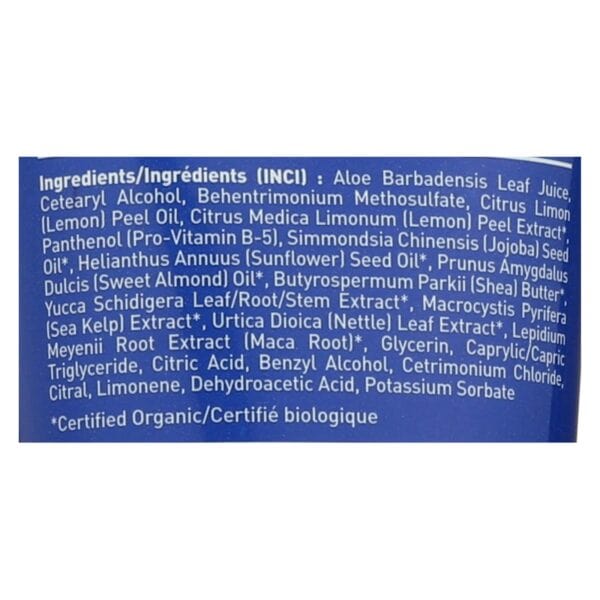 Ingredients/Ingrédients (INCI) : Aloe Barbadensis Leaf Juice,
Cetearyl Alcohol, Behentrimonium Methosulfate, Citrus Limon
(Lemon) Peel Oil, Citrus Medica Limonum (Lemon) Peel Extract*,
Panthenol (Pro-Vitamin B-5), Simmondsia Chinensis (Jojoba) Seed
Oil*, Helianthus Annuus (Sunflower) Seed Oil*, Prunus Amygdalus
Dulcis (Sweet Almond) Oil*, Butyrospermum Parkii (Shea) Butter*,
Yucca Schidigera Leaf/Root/Stem Extract*, Macrocystis Pyrifera
(Sea Kelp) Extract*, Urtica Dioica (Nettle) Leaf Extract*, Lepidium
Meyenii Root Extract (Maca Root)*, Glycerin, Caprylic/Capric
Triglyceride, Citric Acid, Benzyl Alcohol, Cetrimonium Chloride,
Citral, Limonene, Dehydroacetic Acid, Potassium Sorbate
*Certified Organic/Certifié biologique